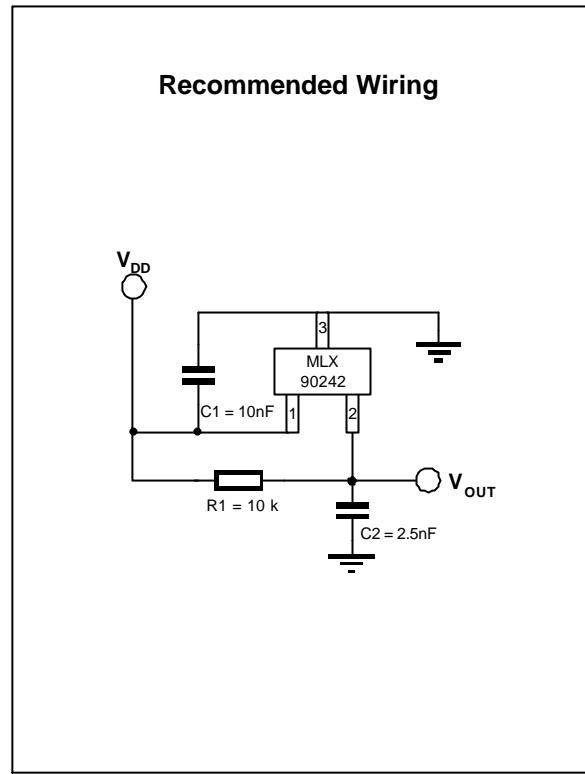 Recommended Wiring
VDD
3
MLX
90242
C1 = 10nF
1
2
VOUT
R1 = 10 k
C2 = 2.5nF